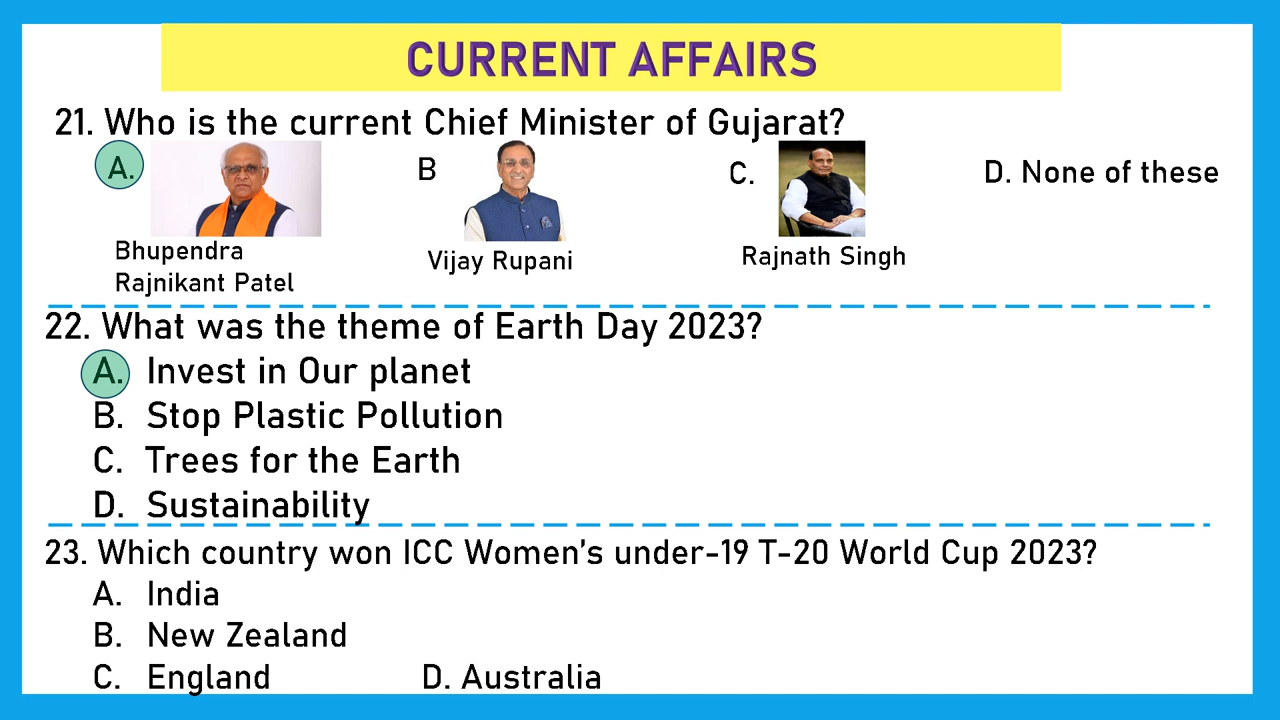 CURRENT AFFAIRS
21. Who is the current Chief Minister of Gujarat?
A. B C. D. None of these
Bhupendra
Rajnikant Patel
Vijay Rupani
Rajnath Singh
22. What was the theme of Earth Day 2023?
A. Invest in Our planet
B. Stop Plastic Pollution
C. Trees for the Earth
D. Sustainability
23. Which country won ICC Women’s under-19 T-20 World Cup 2023?
A. India
B. New Zealand
C. England D. Australia